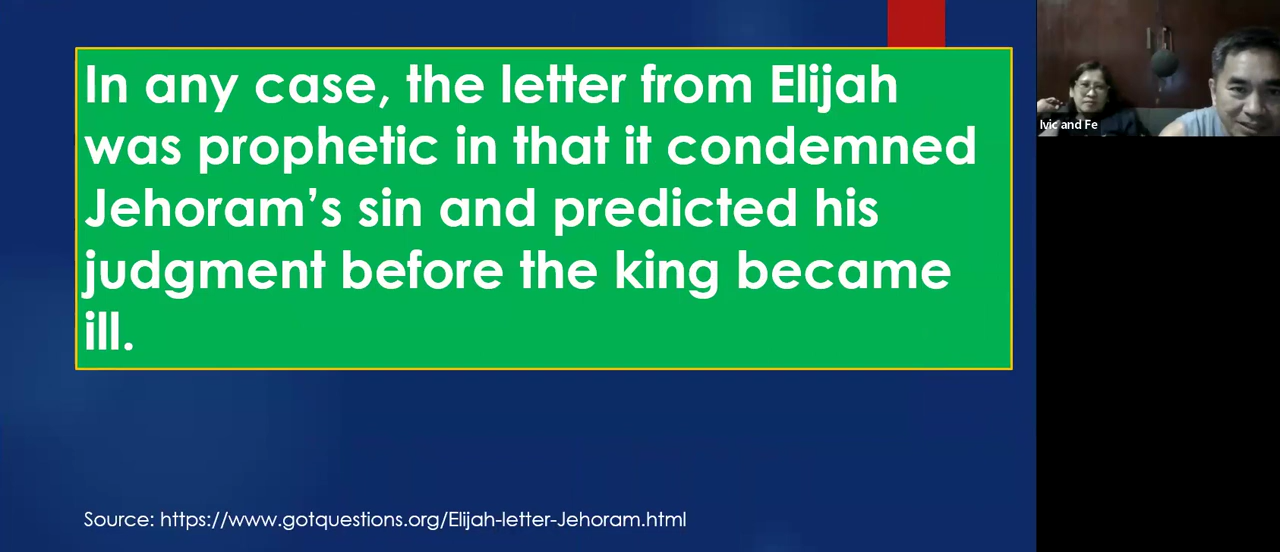 In any case, the letter from Elijah
was prophetic in that it condemned
Jehoram’s sin and predicted his
judgment before the king became
ill.
Ivic and Fe
Source: https://www.gotquestions.org/Elijah-letter-Jehoram.html